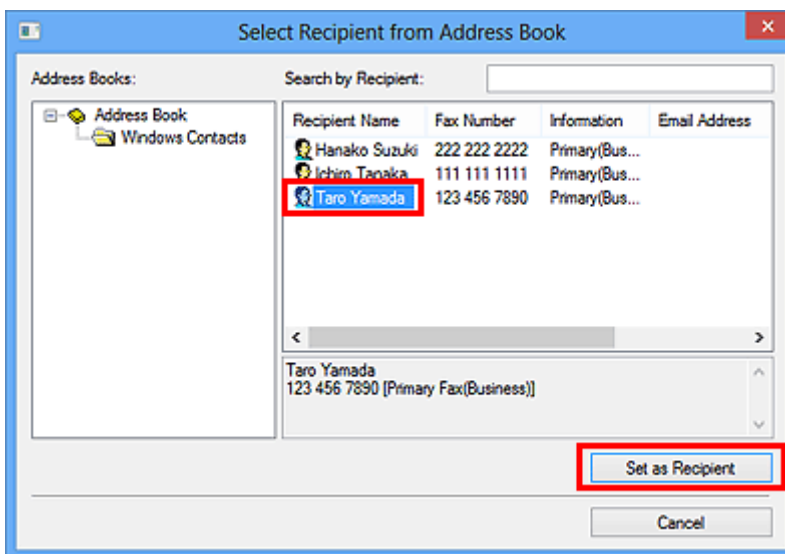 Select Recipient from Address Book
Address Books:
Search by Recipient:
Address Book
Windows Contacts
Recipient Name Fax Number Information Email Address
Hanako Suzuki 222 222 2222 Primary(Bus...
Ichiro Tanaka 111 111 1111 Primary(Bus...
Taro Yamada 123 456 7890 Primary(Bus...
Taro Yamada
123 456 7890 [Primary Fax(Business)]
Set as Recipient
Cancel